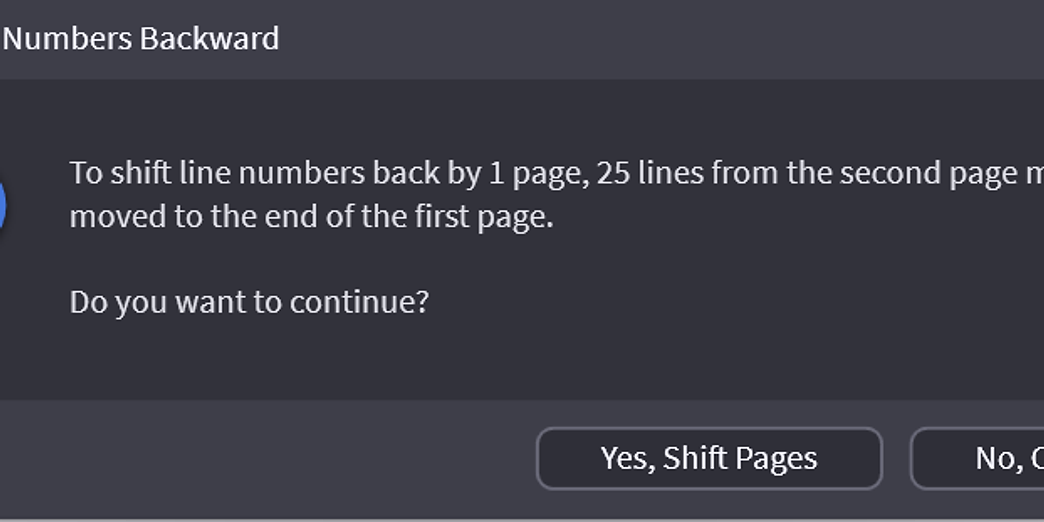 Numbers Backward
To shift line numbers back by 1 page, 25 lines from the second page
moved to the end of the first page.
Do you want to continue?
Yes, Shift Pages
No,